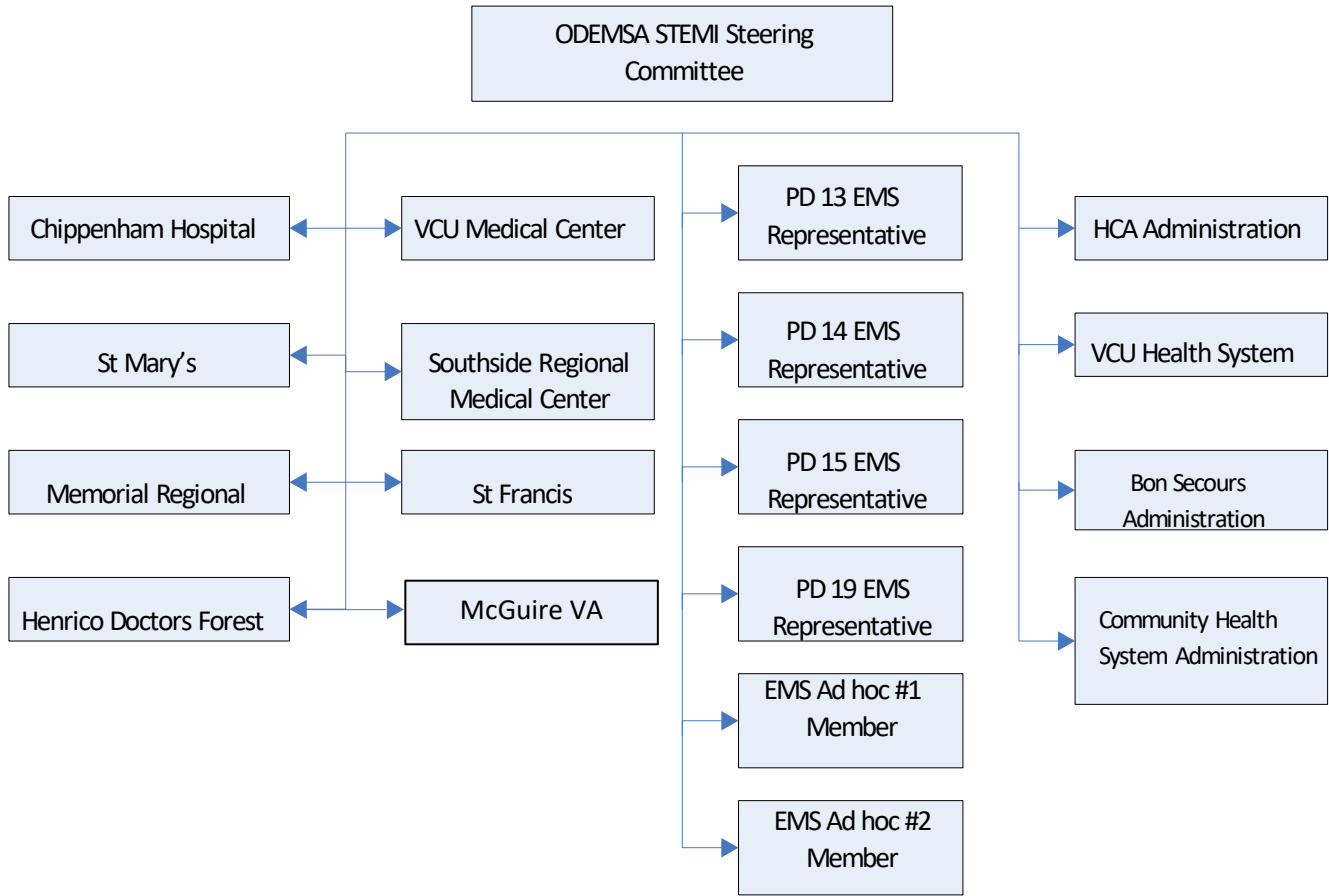 ODEMSA STEMI Steering
Committee
Chippenham Hospital
VCU Medical Center
PD 13 EMS
Representative
HCA Administration
St Mary’s
Southside Regional
Medical Center
PD 14 EMS
Representative
VCU Health System
Memorial Regional
St Francis
PD 15 EMS
Representative
Bon Secours
Administration
Henrico Doctors Forest
McGuire VA
PD 19 EMS
Representative
Community Health
System Administration
EMS Ad hoc #1
Member
EMS Ad hoc #2
Member